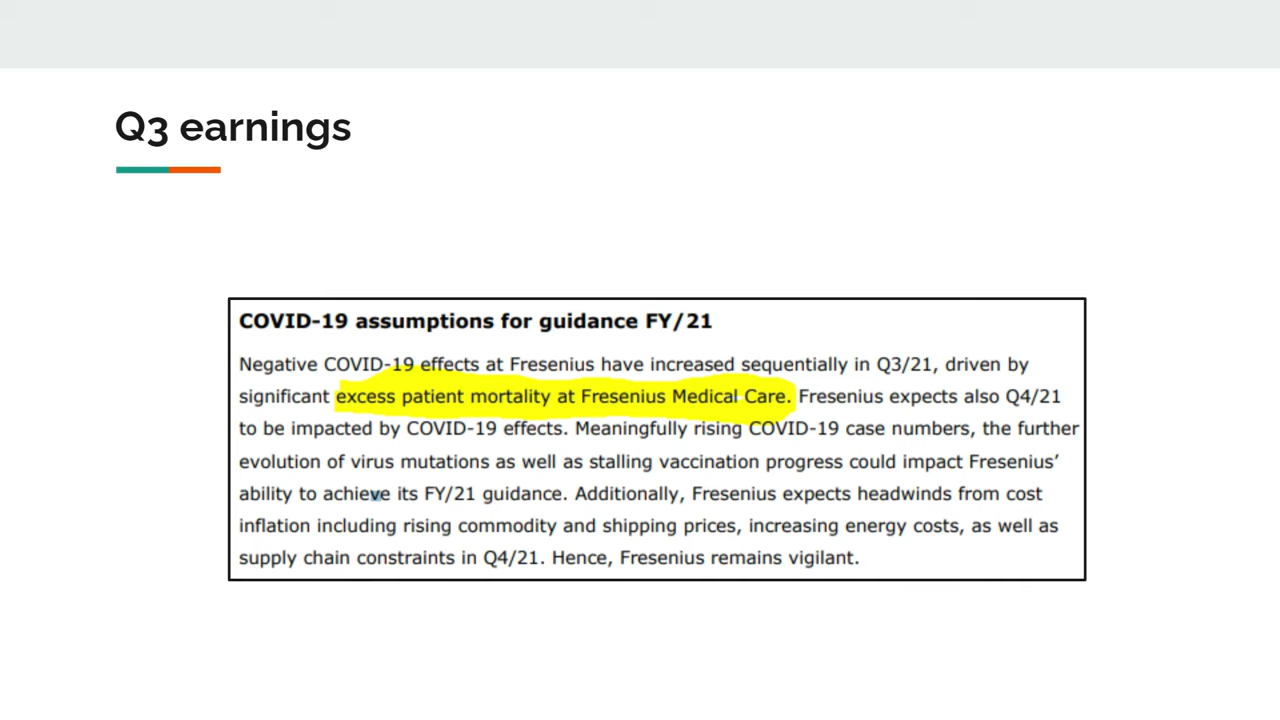 Q3 earnings
COVID-19 assumptions for guidance FY/21
Negative COVID-19 effects at Fresenius have increased sequentially in Q3/21, driven by
significant excess patient mortality at Fresenius Medical Care. Fresenius expects also Q4/21
to be impacted by COVID-19 effects. Meaningfully rising COVID-19 case numbers, the further
evolution of virus mutations as well as stalling vaccination progress could impact Fresenius’
ability to achieve its FY/21 guidance. Additionally, Fresenius expects headwinds from cost
inflation including rising commodity and shipping prices, increasing energy costs, as well as
supply chain constraints in Q4/21. Hence, Fresenius remains vigilant.